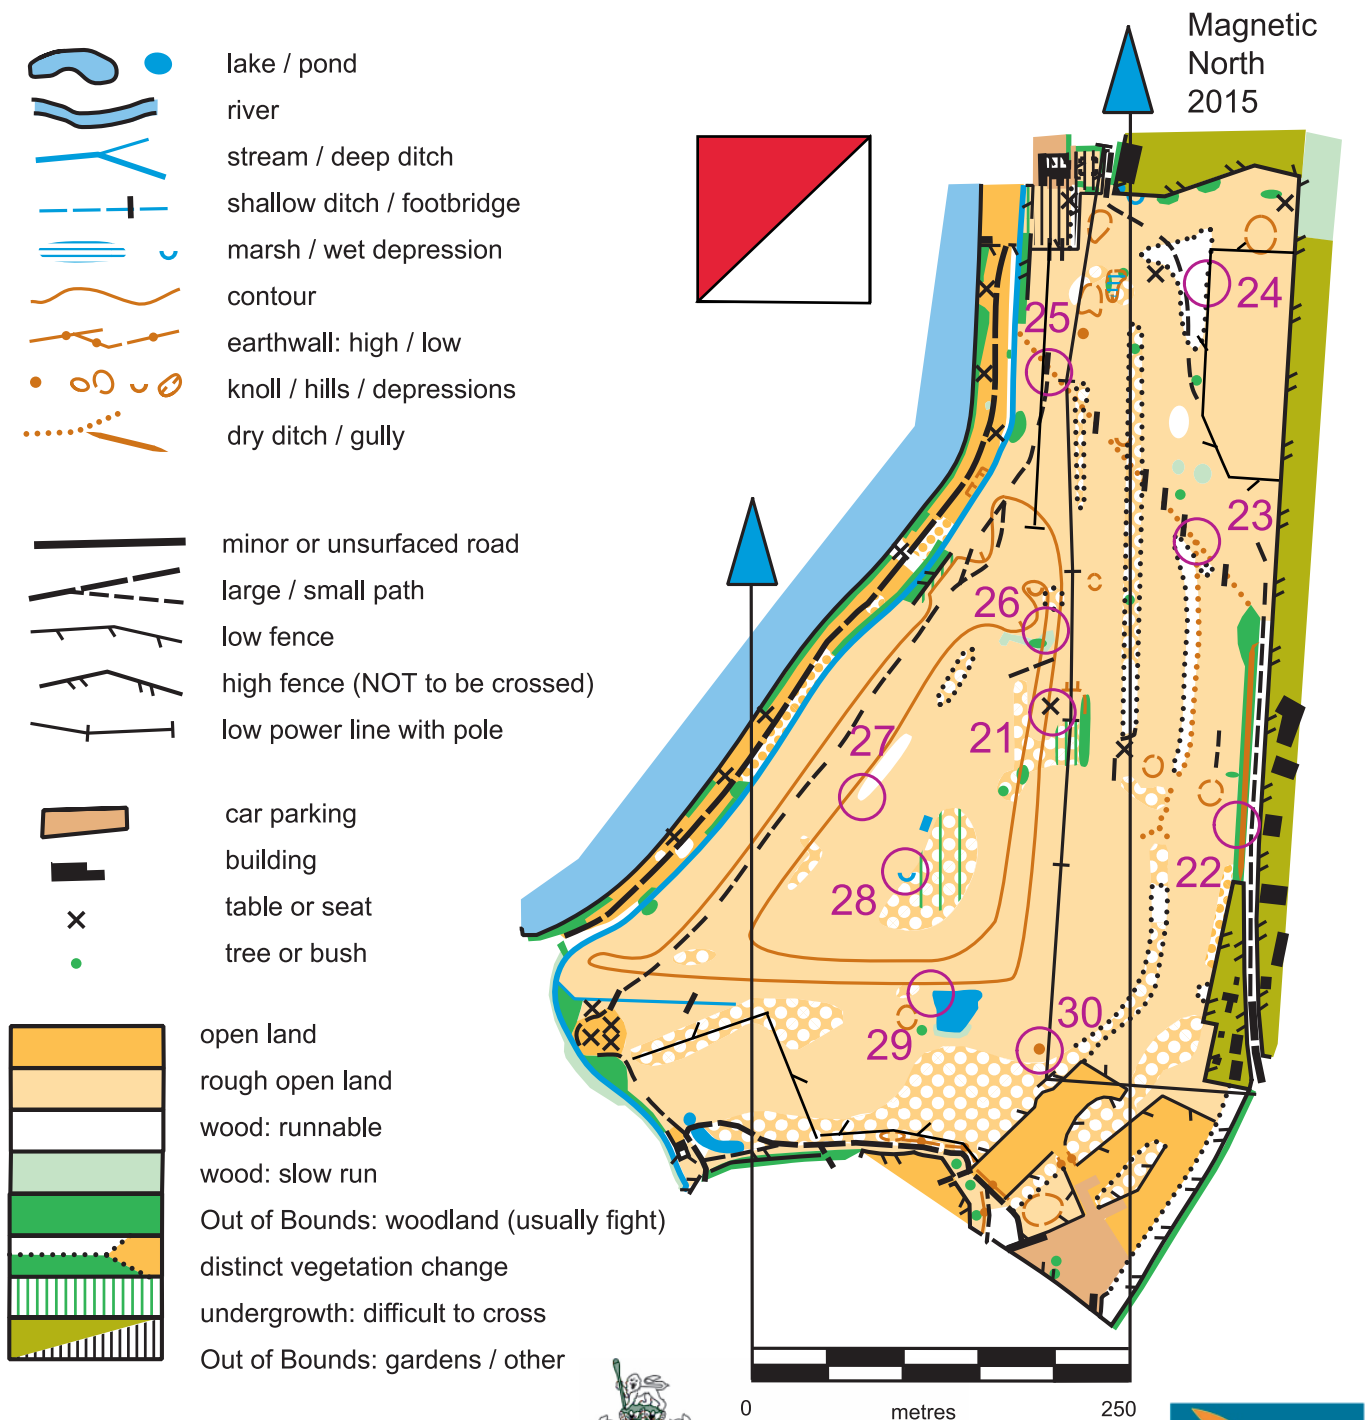 Magnetic
North
2015
lake / pond
river
stream / deep ditch
shallow ditch / footbridge
marsh / wet depression
contour
earthwall: high / low
knoll / hills / depressions
dry ditch / gully
minor or unsurfaced road
large / small path
low fence
high fence (NOT to be crossed)
low power line with pole
car parking
building
table or seat
tree or bush
open land
rough open land
wood: runnable
wood: slow run
Out of Bounds: woodland (usually fight)
distinct vegetation change
undergrowth: difficult to cross
Out of Bounds: gardens / other
24
25
23
26
21
27
22
28
29
30
0 metres 250